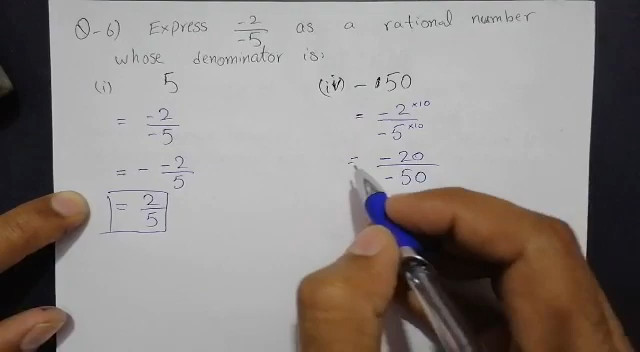 Q-6) Express -2/-5 as a rational number
whose denominator is:
(i) 5
= -2/-5
= - -2/5
= 2/5
(iv) -50
= -2×10/-5×10
= -20/-50